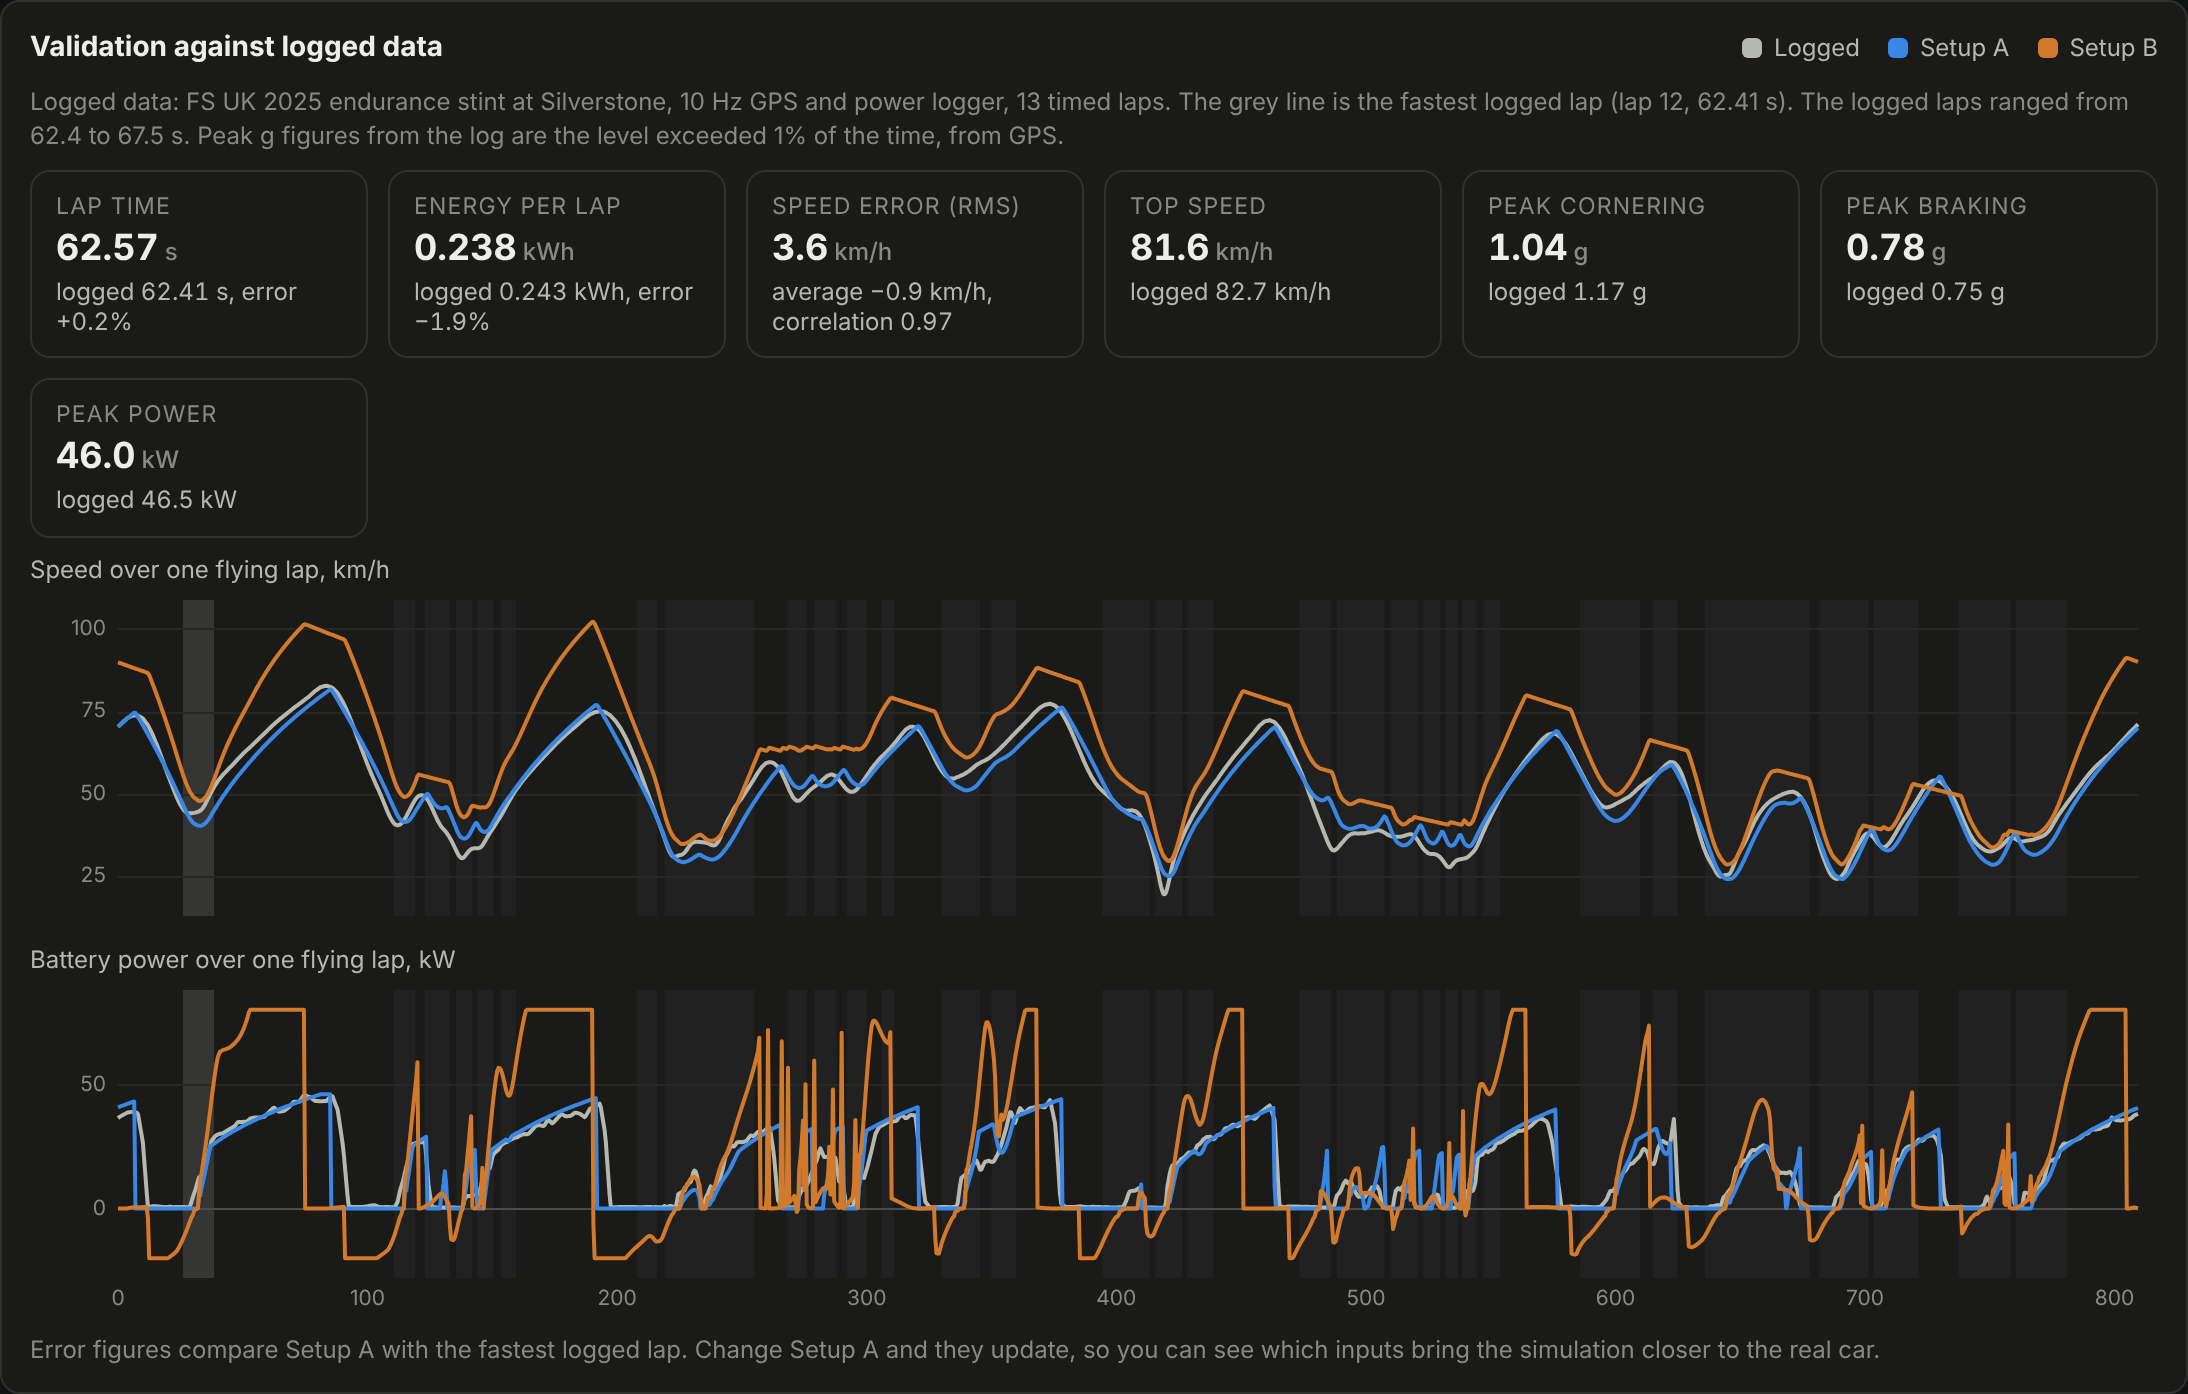 Validation against logged data
Logged
Setup A
Setup B
Logged data: FS UK 2025 endurance stint at Silverstone, 10 Hz GPS and power logger, 13 timed laps. The grey line is the fastest logged lap (lap 12, 62.41 s). The logged laps ranged from
62.4 to 67.5 s. Peak g figures from the log are the level exceeded 1% of the time, from GPS.
LAP TIME
62.57 s
logged 62.41 s, error
+0.2%
ENERGY PER LAP
0.238 kWh
logged 0.243 kWh, error
−1.9%
SPEED ERROR (RMS)
3.6 km/h
average −0.9 km/h,
correlation 0.97
TOP SPEED
81.6 km/h
logged 82.7 km/h
PEAK CORNERING
1.04 g
logged 1.17 g
PEAK BRAKING
0.78 g
logged 0.75 g
PEAK POWER
46.0 kW
logged 46.5 kW
Speed over one flying lap, km/h
100
75
50
25
Battery power over one flying lap, kW
50
0
0 100 200 300 400 500 600 700 800
Error figures compare Setup A with the fastest logged lap. Change Setup A and they update, so you can see which inputs bring the simulation closer to the real car.